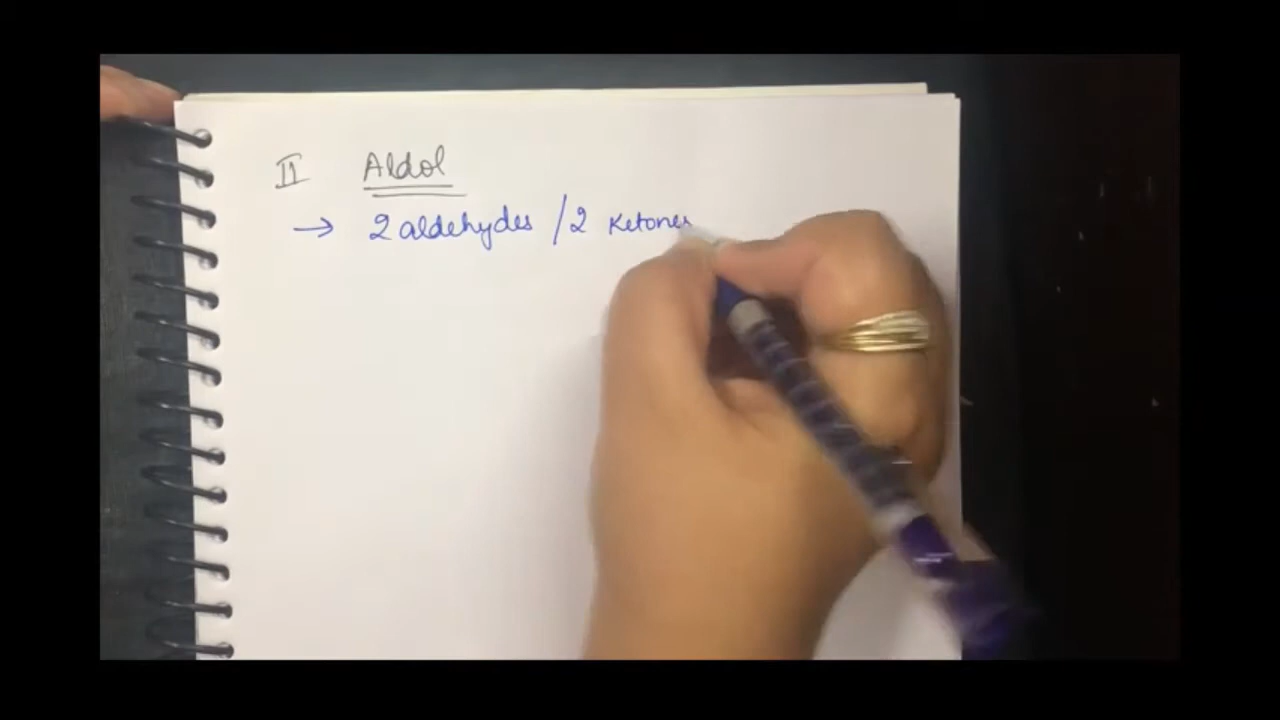 II Aldol
→ 2 aldehydes / 2 Ketones